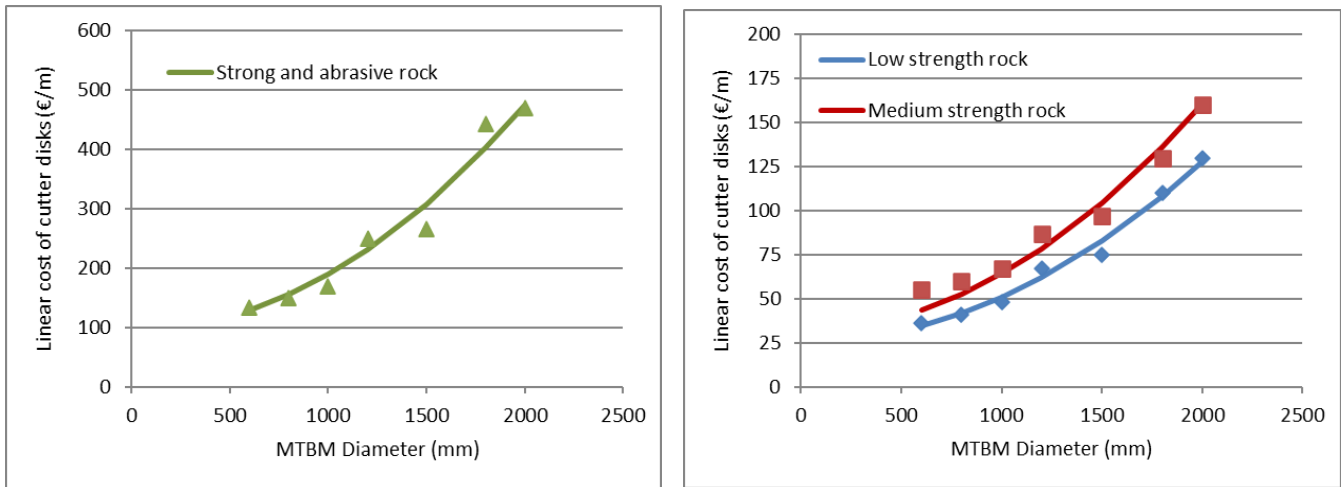 600
500
400
300
200
100
0
Linear cost of cutter disks (€/m)
Strong and abrasive rock
0 500 1000 1500 2000 2500
MTBM Diameter (mm)
200
175
150
125
100
75
50
25
0
Linear cost of cutter disks (€/m)
Low strength rock
Medium strength rock
0 500 1000 1500 2000 2500
MTBM Diameter (mm)